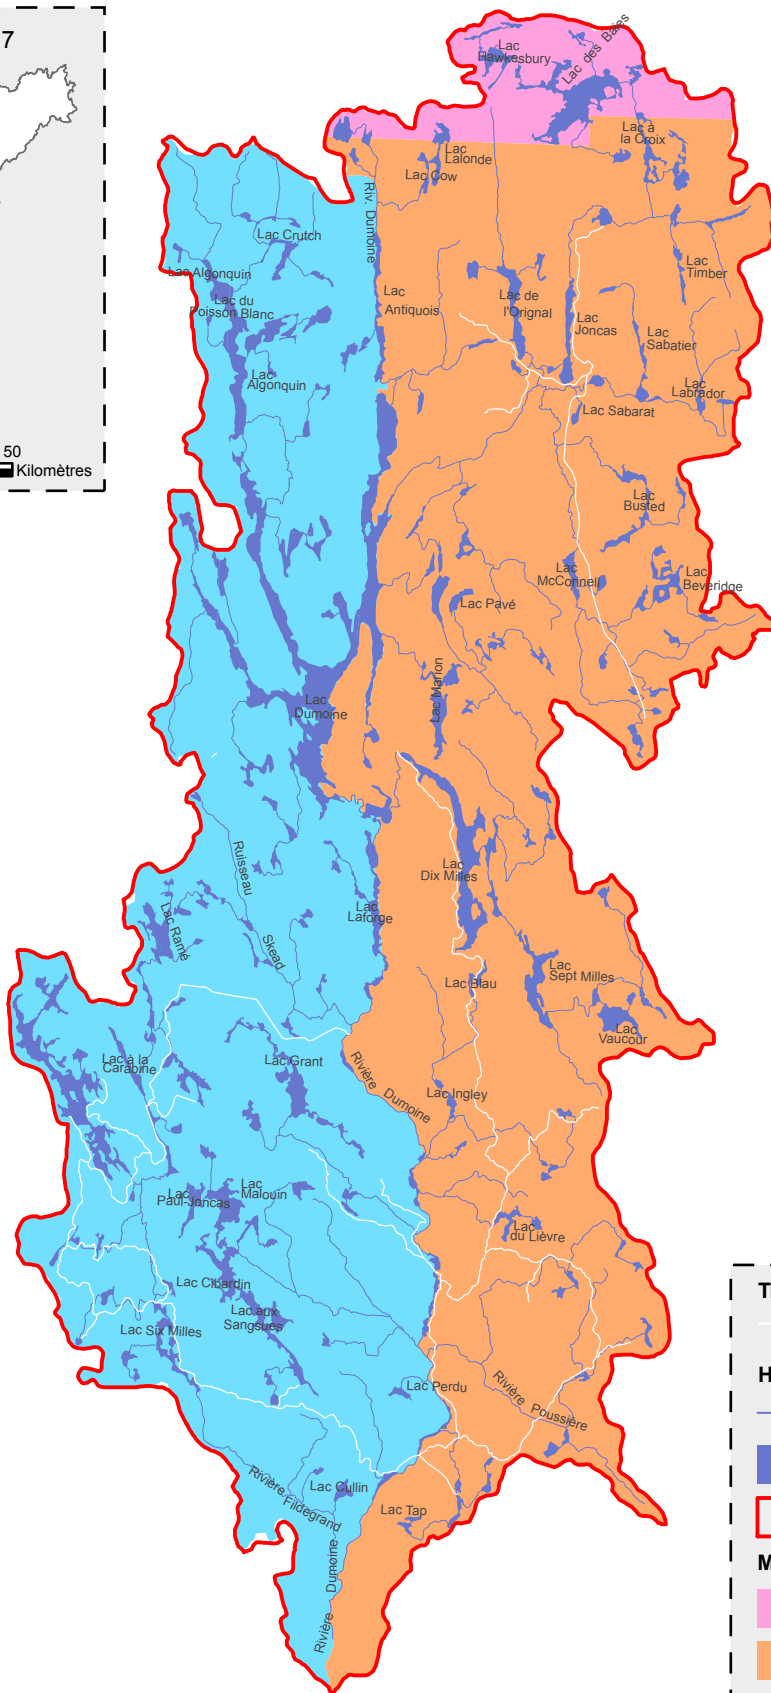 7
50
Kilomètres
Lac
Hawkesbury
Lac des Baies
Lac à
la Croix
Lac
Lalonde
Lac Cow
Riv. Dumoine
Lac Crutch
Lac Algonquin
Lac du
Poisson Blanc
Lac
Algonquin
Lac
Antiquois
Lac de
l'Orignal
Lac
Joncas
Lac
Timber
Lac
Sabatier
Lac
Labrador
Lac Sabarat
Lac
Busted
Lac
McConnell
Lac
Beveridge
Lac Pavé
Lac Marion
Lac
Dumoine
Ruisseau
Skead
Lac
Dix Milles
Lac
Laforge
Lac Ramé
Lac Blau
Lac
Sept Milles
Lac
Vaucour
Lac à la
Carabine
Lac Grant
Rivière Dumoine
Lac Ingley
Lac
Paul-Joncas
Lac
Malouin
Lac
du Lièvre
Lac Cibardin
Lac aux
Sangsues
Lac Six Milles
Lac Perdu
Rivière Poussière
Rivière Fildegrand
Lac Cullin
Lac Tap
Rivière Dumoine
H
M